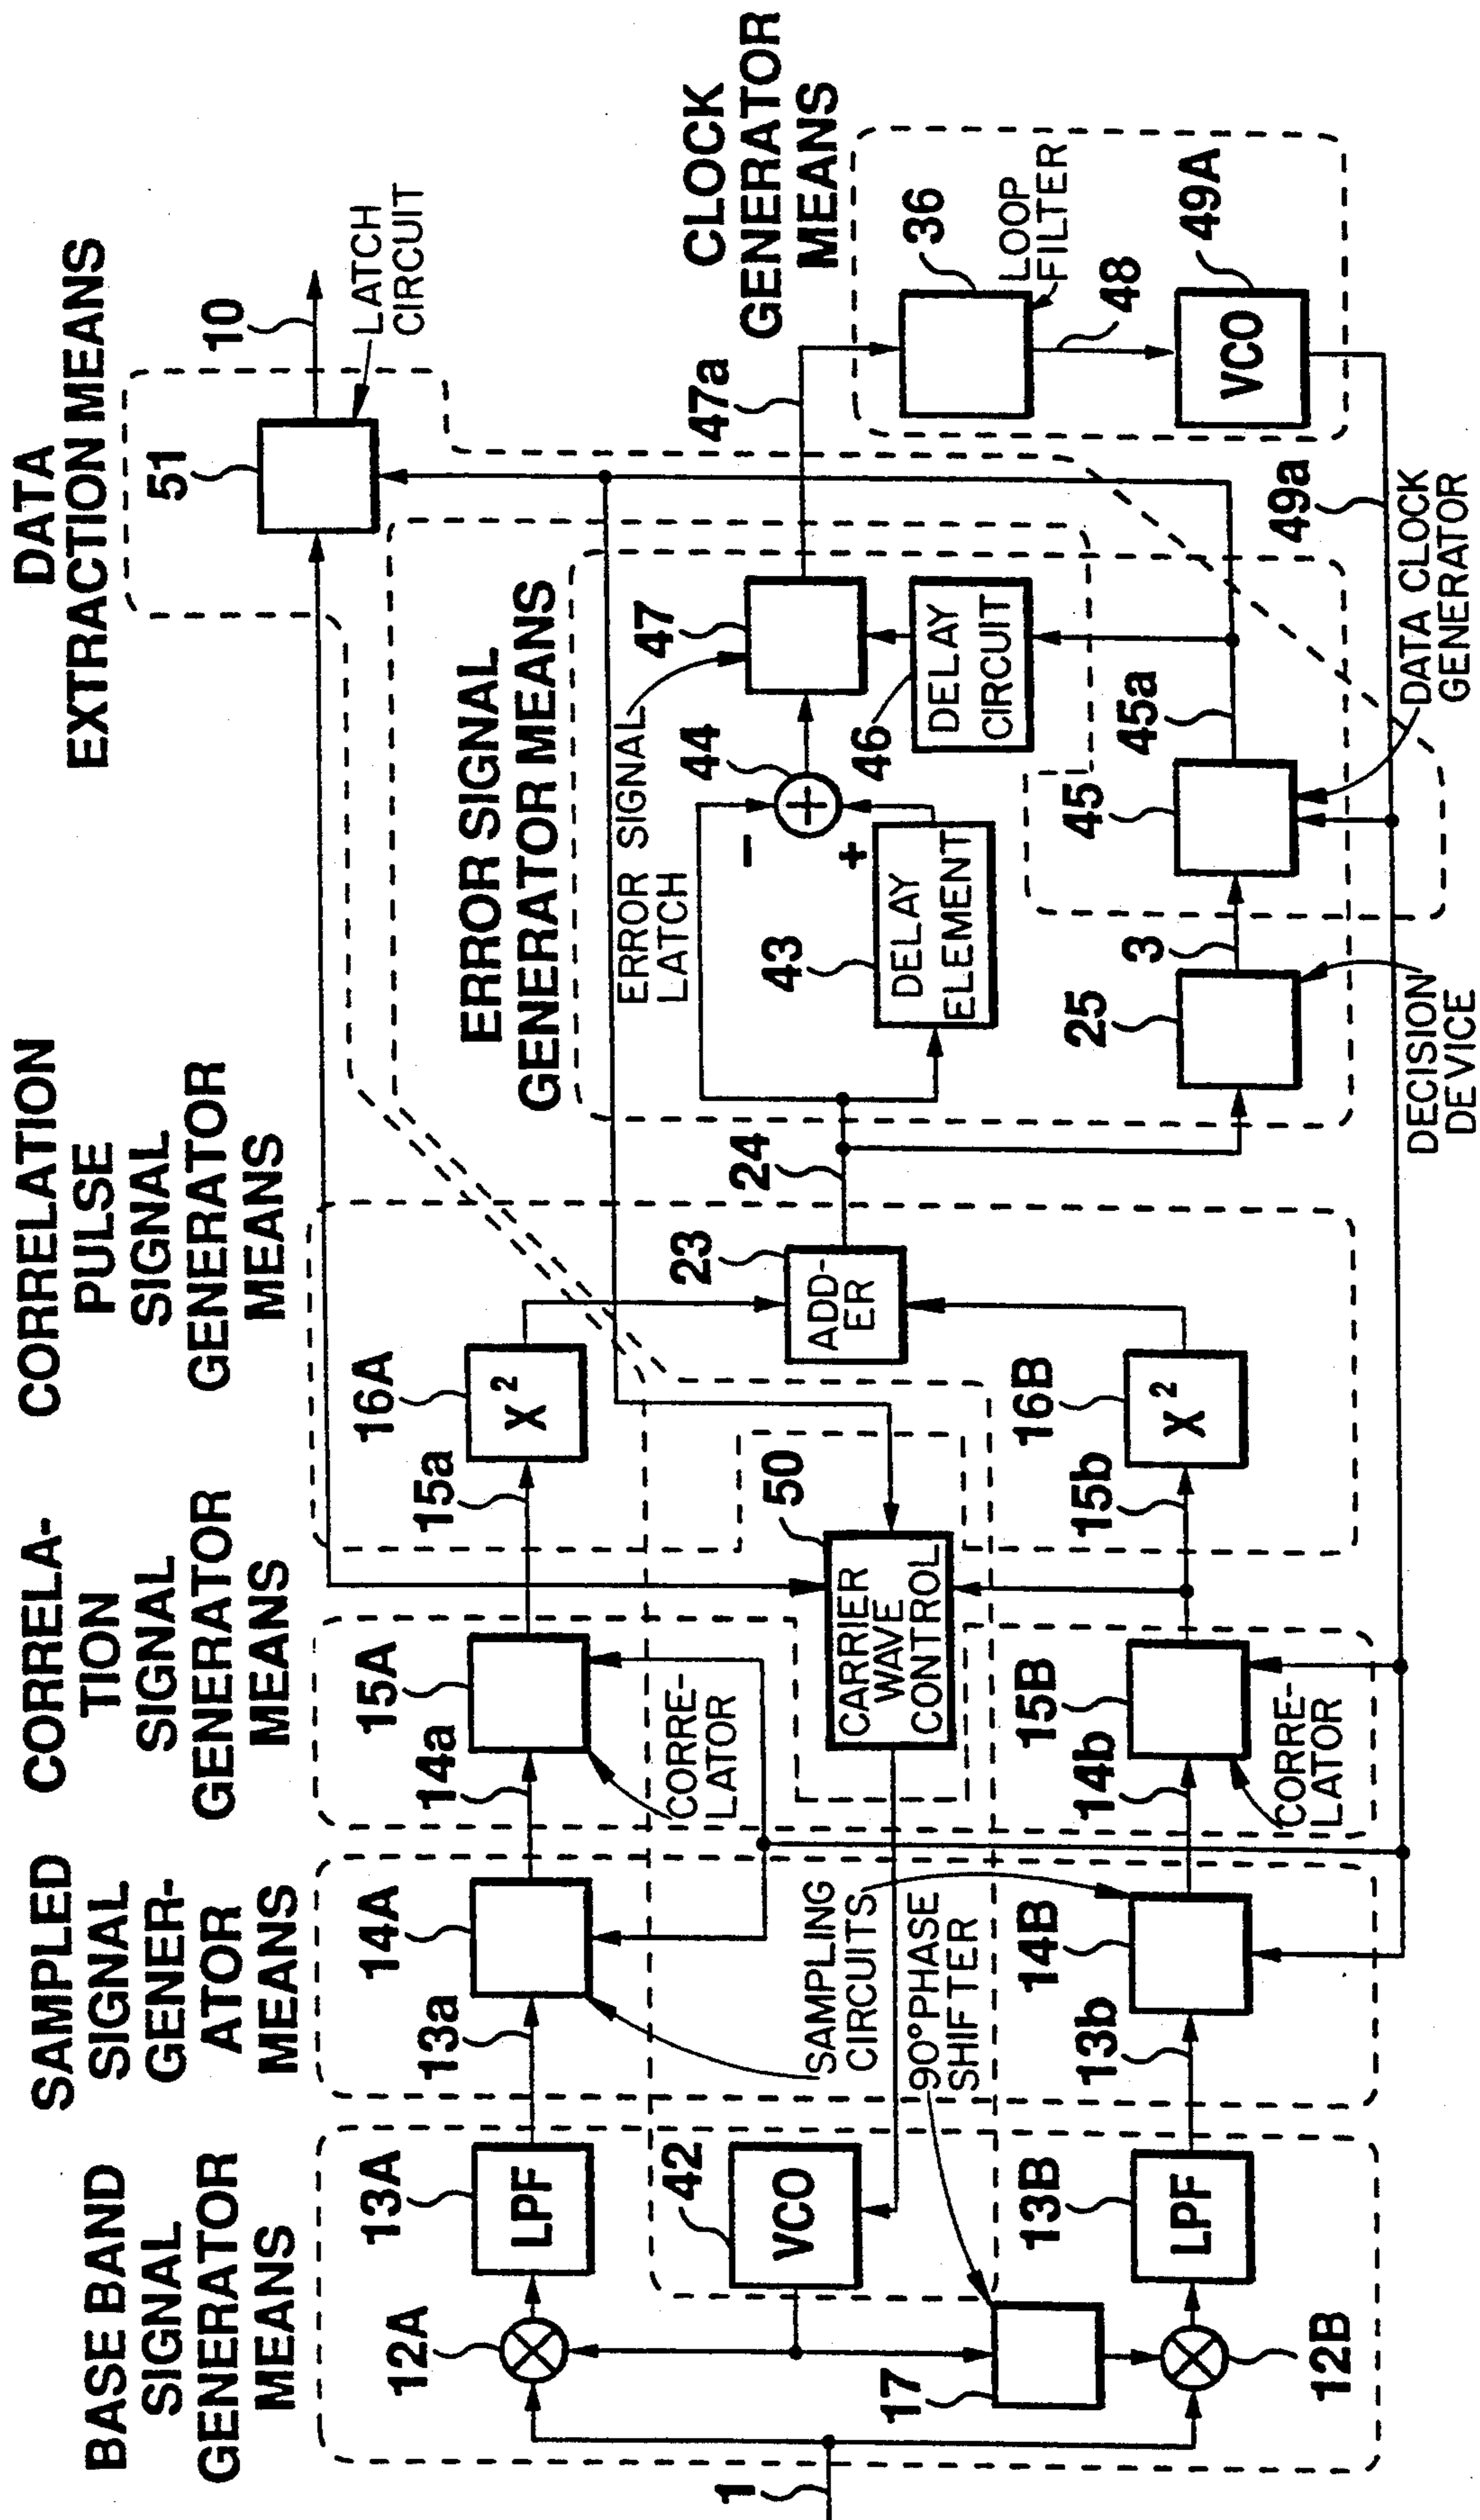 BASE BAND
SIGNAL
GENERATOR
MEANS
SAMPLED
SIGNAL
GENER-
ATOR
MEANS
CORRELA-
TION
SIGNAL
GENERATOR
MEANS
CORRELATION
PULSE
SIGNAL
GENERATOR
MEANS
DATA
EXTRACTION MEANS
ERROR SIGNAL
GENERATOR MEANS
CLOCK
GENERATOR
MEANS
1
12A
13A
LPF
13a
14A
14a
15A
CORRE-
LATOR
15a
16A
X²
42
VCO
17
90° PHASE
SHIFTER
SAMPLING
CIRCUITS
50
CARRIER
WAVE
CONTROL
12B
13B
LPF
13b
14B
14b
15B
CORRE-
LATOR
15b
16B
X²
23
ADD-
ER
24
51
10
LATCH
CIRCUIT
ERROR SIGNAL
LATCH
43
DELAY
ELEMENT
−
+
44
47
46
DELAY
CIRCUIT
47a
36
LOOP
FILTER
48
49A
VCO
49a
25
3
45
45a
DECISION
DEVICE
DATA CLOCK
GENERATOR